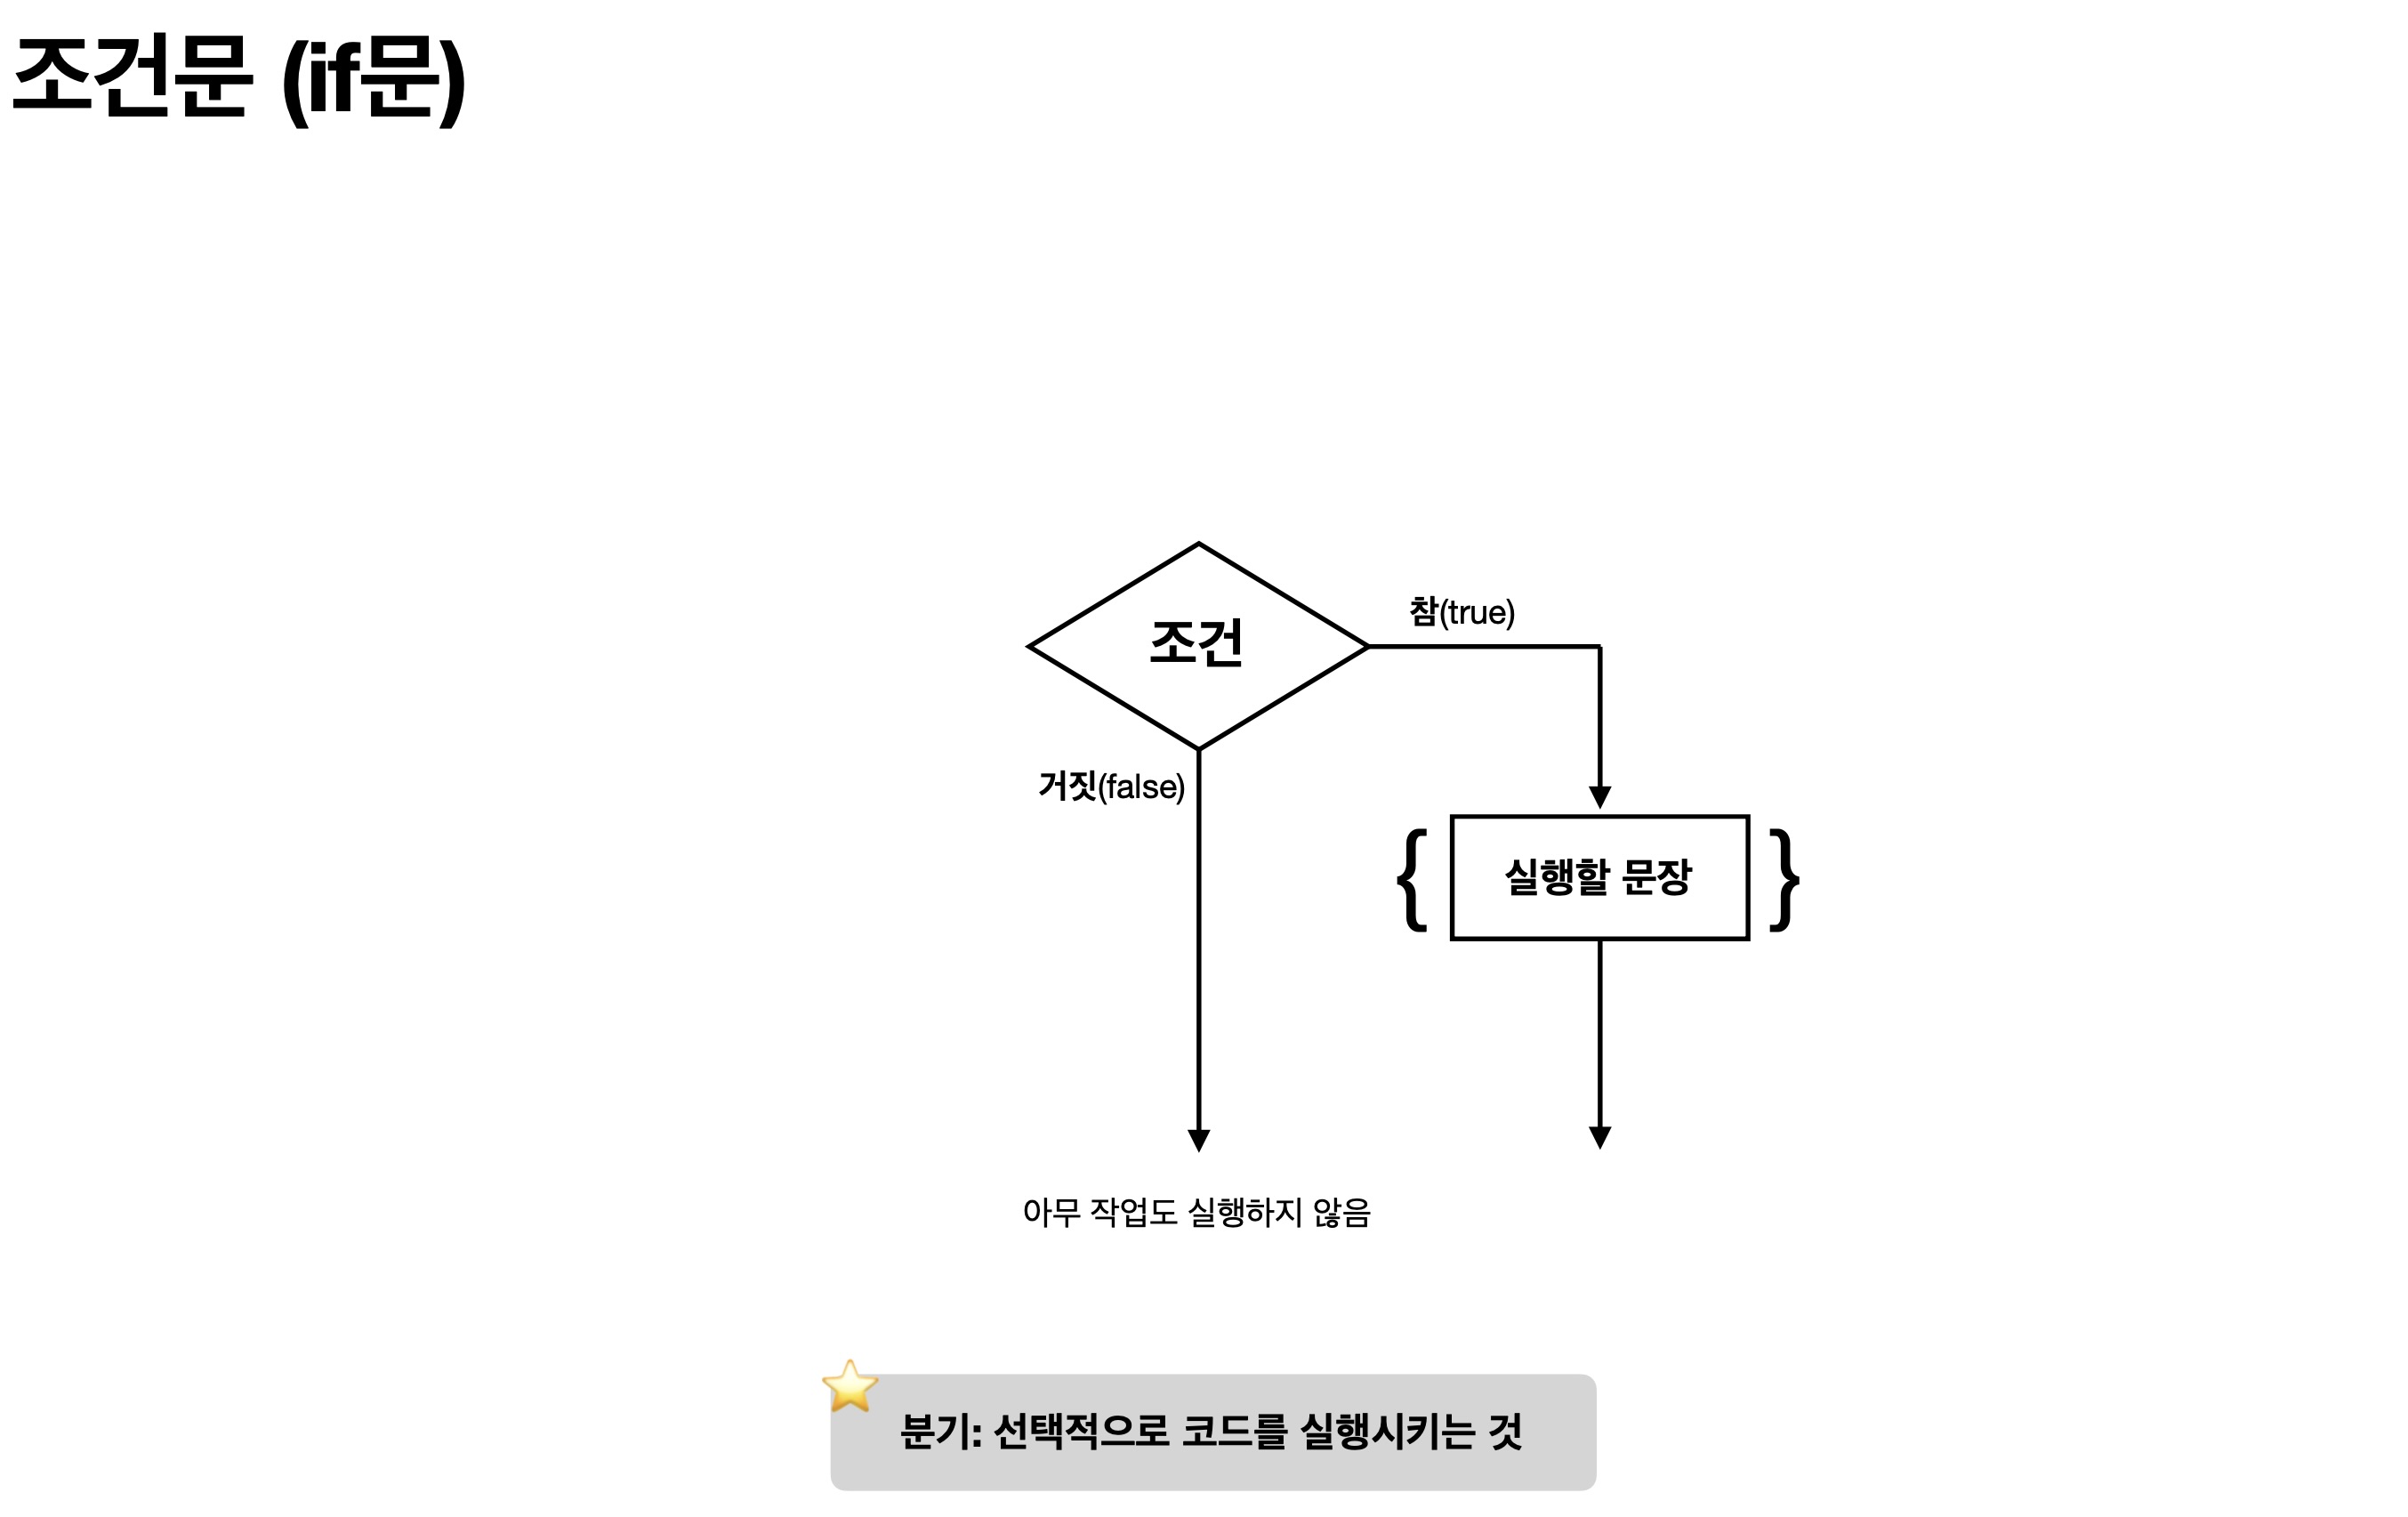 조건문 (if문)
조건
참(true)
거짓(false)
{ 실행할 문장 }
아무 작업도 실행하지 않음
분기: 선택적으로 코드를 실행시키는 것